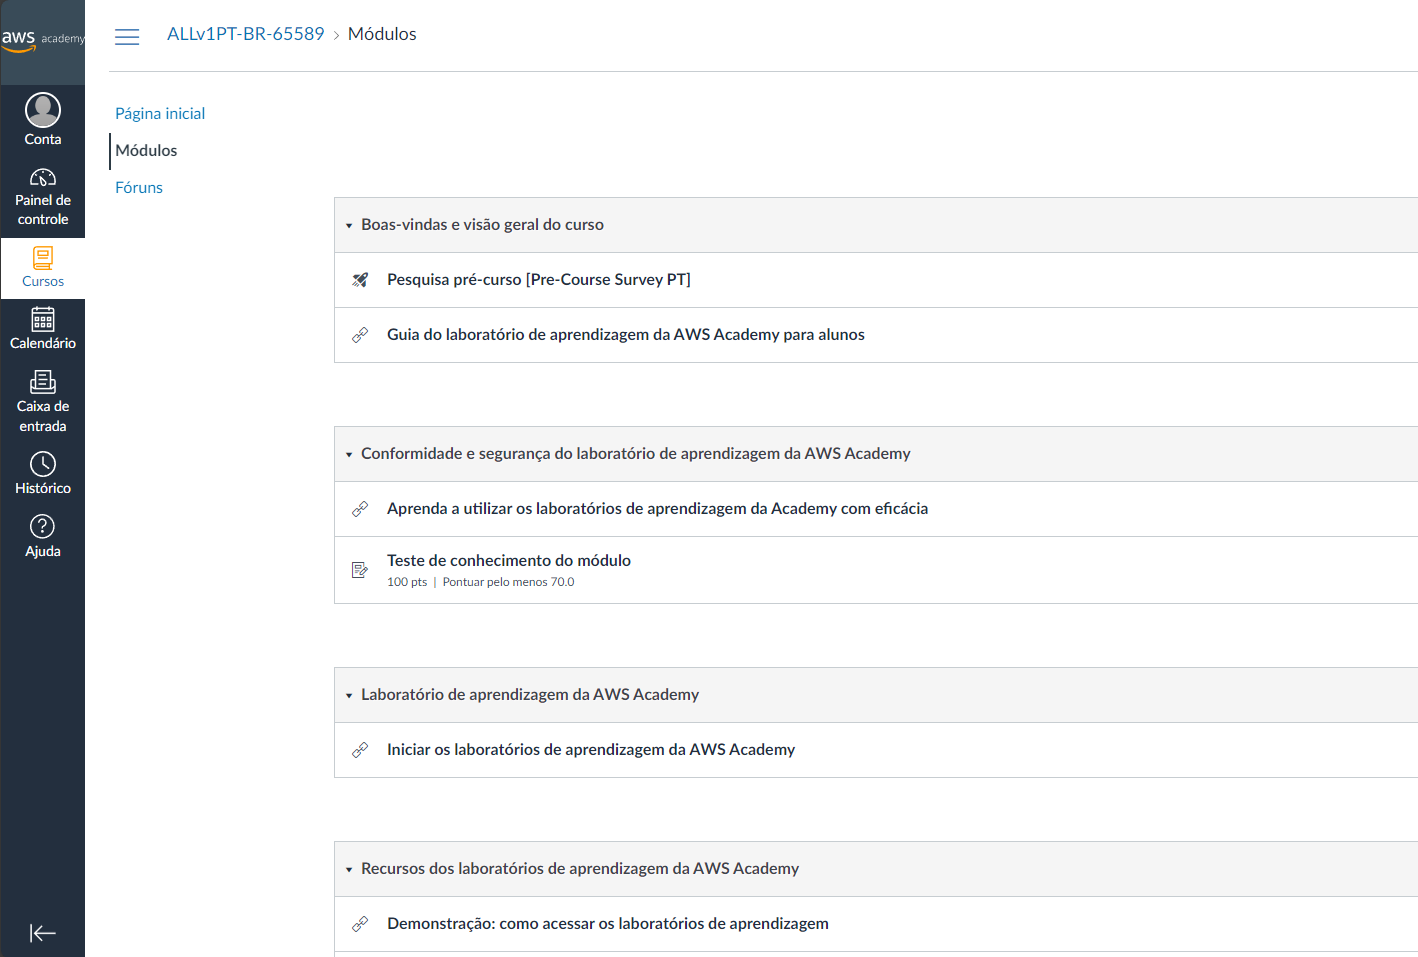 aws academy
Conta
Painel de
controle
Cursos
Calendário
Caixa de
entrada
Histórico
Ajuda
ALLv1PT-BR-65589 > Módulos
Página inicial
Módulos
Fóruns
Boas-vindas e visão geral do curso
Pesquisa pré-curso [Pre-Course Survey PT]
Guia do laboratório de aprendizagem da AWS Academy para alunos
Conformidade e segurança do laboratório de aprendizagem da AWS Academy
Aprenda a utilizar os laboratórios de aprendizagem da Academy com eficácia
Teste de conhecimento do módulo
100 pts | Pontuar pelo menos 70.0
Laboratório de aprendizagem da AWS Academy
Iniciar os laboratórios de aprendizagem da AWS Academy
Recursos dos laboratórios de aprendizagem da AWS Academy
Demonstração: como acessar os laboratórios de aprendizagem